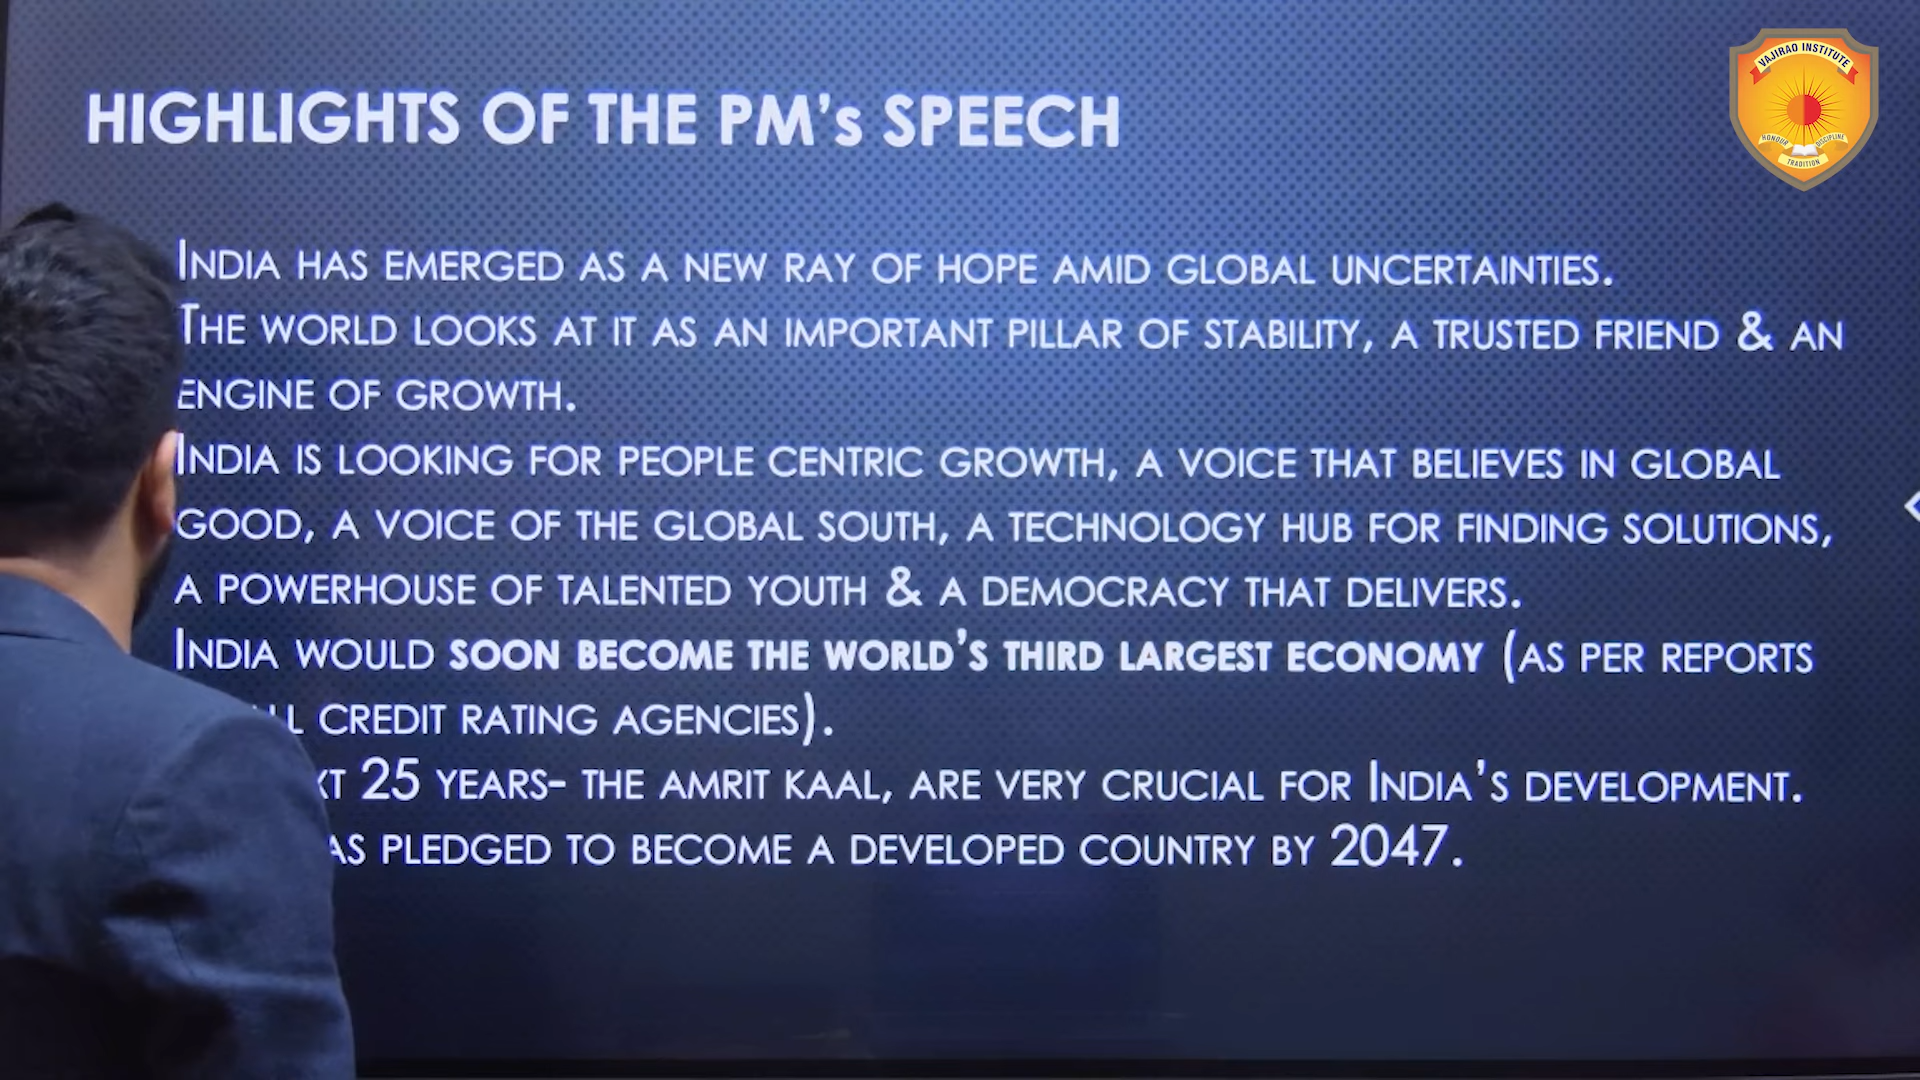 VAJIRAO INSTITUTE
HONOUR
DISCIPLINE
TRADITION
HIGHLIGHTS OF THE PM's SPEECH
INDIA HAS EMERGED AS A NEW RAY OF HOPE AMID GLOBAL UNCERTAINTIES.
THE WORLD LOOKS AT IT AS AN IMPORTANT PILLAR OF STABILITY, A TRUSTED FRIEND & AN
ENGINE OF GROWTH.
INDIA IS LOOKING FOR PEOPLE CENTRIC GROWTH, A VOICE THAT BELIEVES IN GLOBAL
GOOD, A VOICE OF THE GLOBAL SOUTH, A TECHNOLOGY HUB FOR FINDING SOLUTIONS,
A POWERHOUSE OF TALENTED YOUTH & A DEMOCRACY THAT DELIVERS.
INDIA WOULD SOON BECOME THE WORLD'S THIRD LARGEST ECONOMY (AS PER REPORTS
CREDIT RATING AGENCIES).
25 YEARS- THE AMRIT KAAL, ARE VERY CRUCIAL FOR INDIA'S DEVELOPMENT.
PLEDGED TO BECOME A DEVELOPED COUNTRY BY 2047.